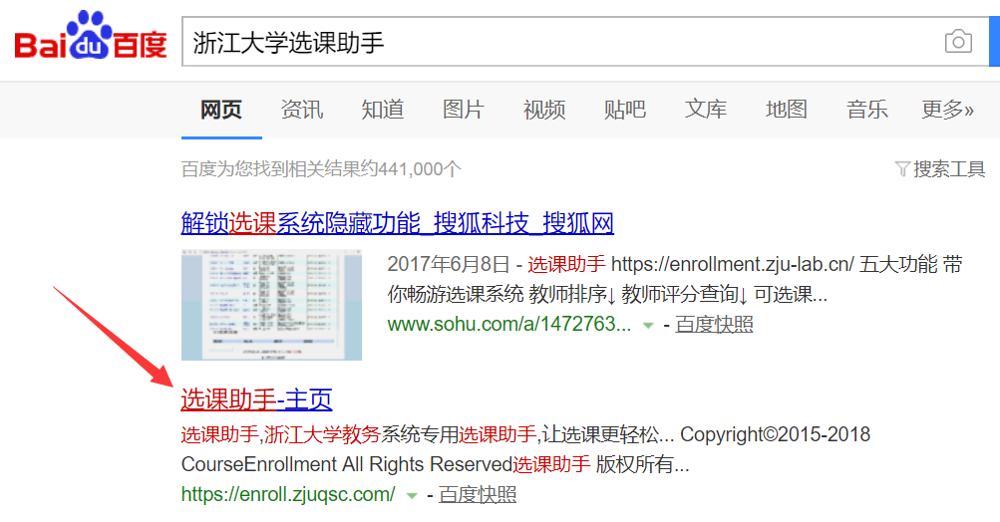 Bai du 百度
浙江大学选课助手
网页 资讯 知道 图片 视频 贴吧 文库 地图 音乐 更多»
百度为您找到相关结果约441,000个 搜索工具
解锁选课系统隐藏功能_搜狐科技_搜狐网
2017年6月8日 - 选课助手 https://enrollment.zju-lab.cn/ 五大功能 带
你畅游选课系统 教师排序↓ 教师评分查询↓ 可选课...
www.sohu.com/a/1472763... - 百度快照
选课助手-主页
选课助手,浙江大学教务系统专用选课助手,让选课更轻松... Copyright©2015-2018
CourseEnrollment All Rights Reserved选课助手 版权所有...
https://enroll.zjuqsc.com/ - 百度快照